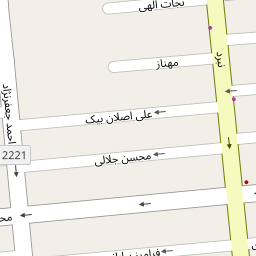 نجات الهی
نبرد
مهناز
احمد جعفرنژاد
علی اصلان بیک
2221
محسن جلالی